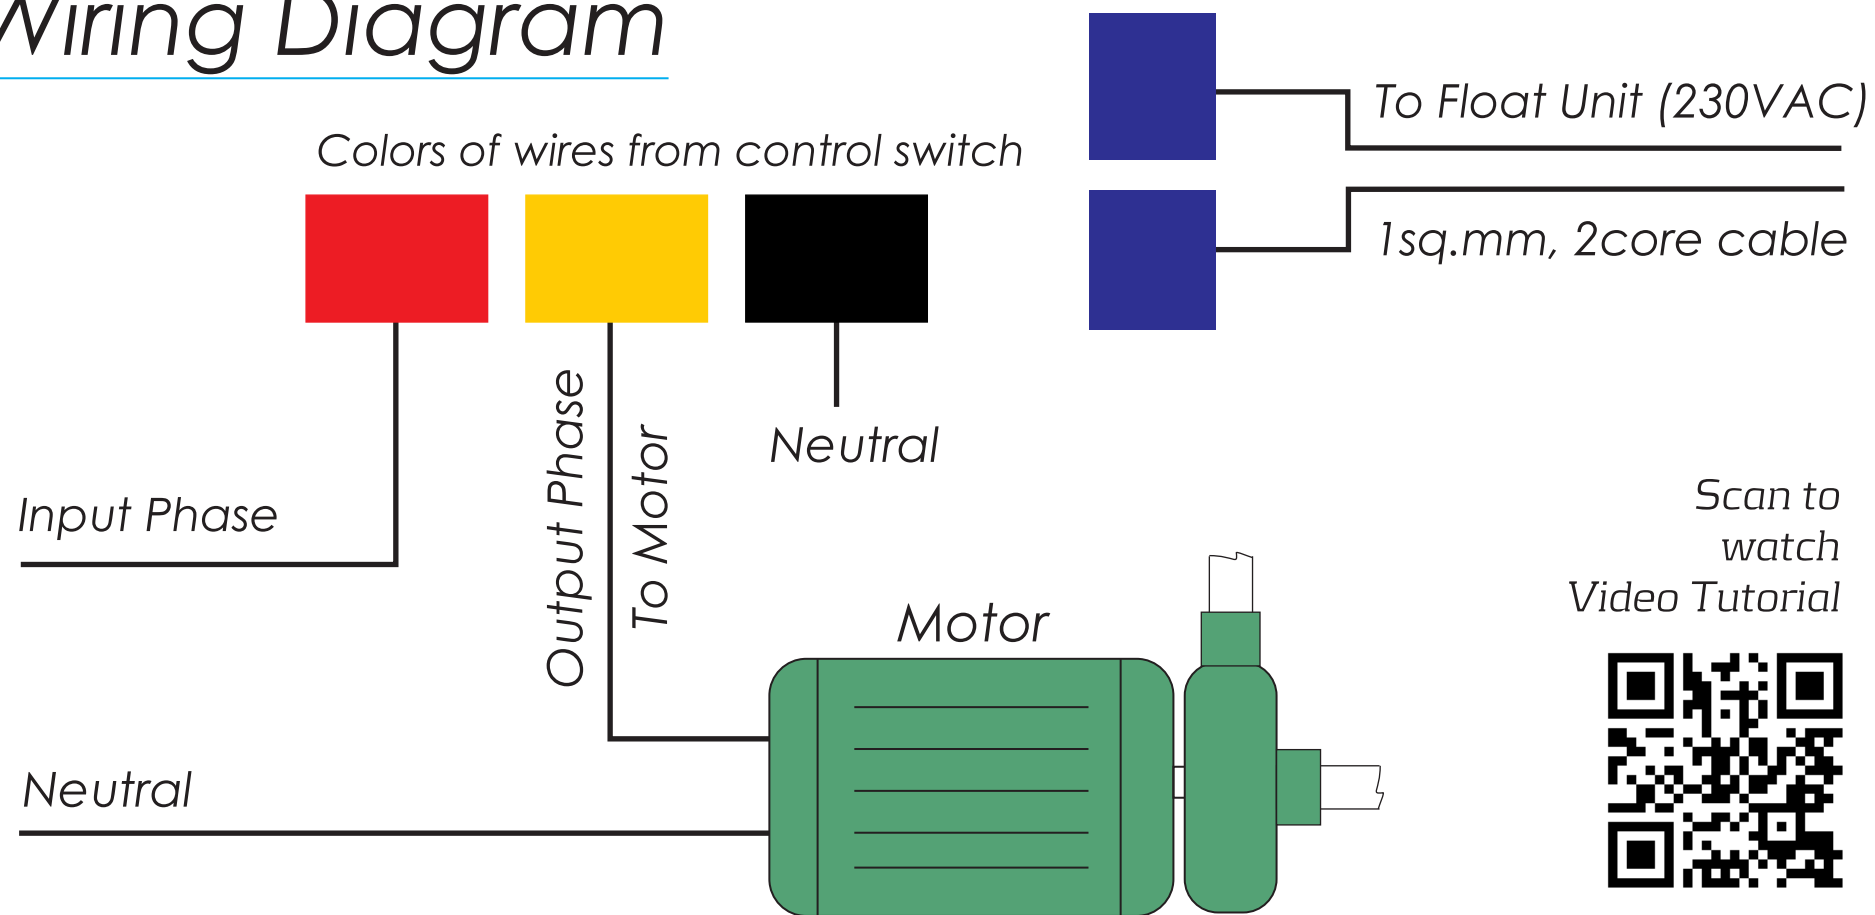 Wiring Diagram
Colors of wires from control switch
To Float Unit (230VAC)
1sq.mm, 2core cable
Neutral
Input Phase
Output Phase
To Motor
Scan to
watch
Video Tutorial
Motor
Neutral